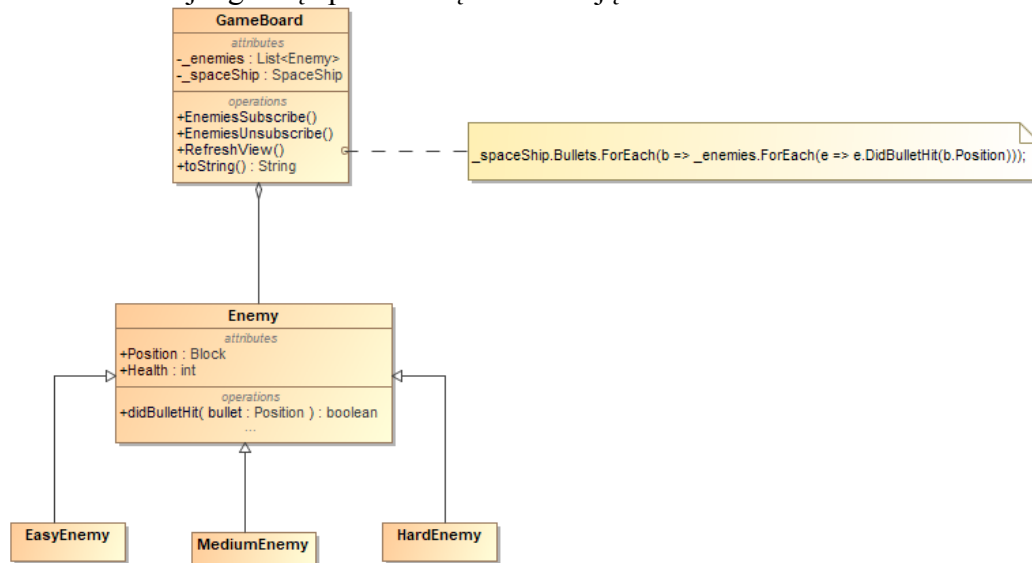 GameBoard
attributes
-_enemies : List<Enemy>
-_spaceShip : SpaceShip
operations
+EnemiesSubscribe()
+EnemiesUnsubscribe()
+RefreshView()
+toString() : String
_spaceShip.Bullets.ForEach(b => _enemies.ForEach(e => e.DidBulletHit(b.Position)));
Enemy
attributes
+Position : Block
+Health : int
operations
+didBulletHit( bullet : Position ) : boolean
...
EasyEnemy
MediumEnemy
HardEnemy